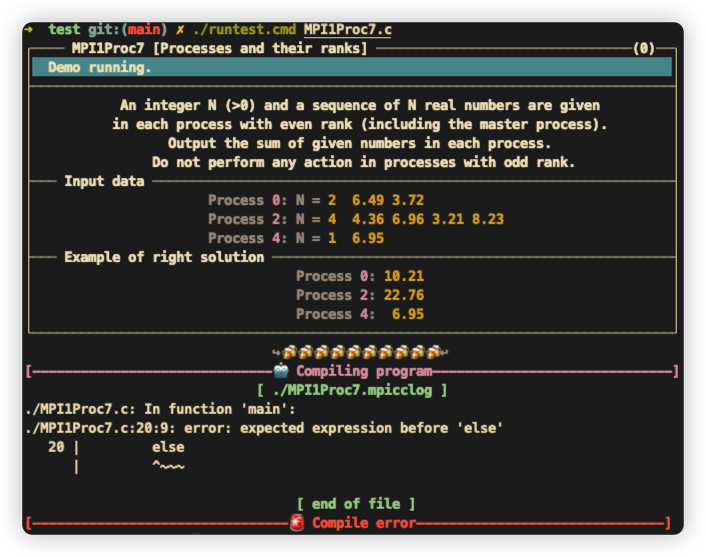 ➜ test git:(main) ✗ ./runtest.cmd MPI1Proc7.c
MPI1Proc7 [Processes and their ranks] (0)
Demo running.
An integer N (>0) and a sequence of N real numbers are given
in each process with even rank (including the master process).
Output the sum of given numbers in each process.
Do not perform any action in processes with odd rank.
Input data
Process 0: N = 2 6.49 3.72
Process 2: N = 4 4.36 6.96 3.21 8.23
Process 4: N = 1 6.95
Example of right solution
Process 0: 10.21
Process 2: 22.76
Process 4: 6.95
[ Compiling program ]
[ ./MPI1Proc7.mpicclog ]
./MPI1Proc7.c: In function 'main':
./MPI1Proc7.c:20:9: error: expected expression before 'else'
20 | else
| ^~~~
[ end of file ]
[ Compile error ]